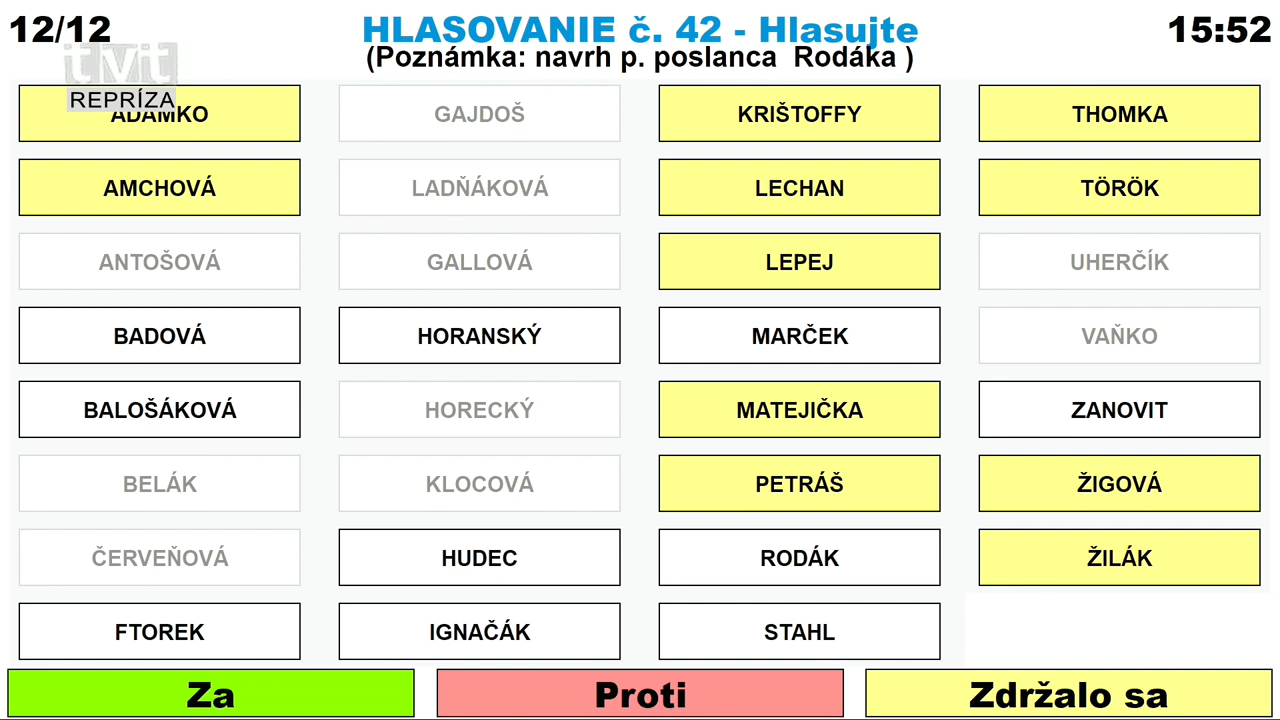 12/12 HLASOVANIE č. 42 - Hlasujte 15:52
(Poznámka: navrh p. poslanca Rodáka )
tvit
REPRÍZA
ADAMKO GAJDOŠ KRIŠTOFFY THOMKA
AMCHOVÁ LADŇÁKOVÁ LECHAN TÖRÖK
ANTOŠOVÁ GALLOVÁ LEPEJ UHERČÍK
BADOVÁ HORANSKÝ MARČEK VAŇKO
BALOŠÁKOVÁ HORECKÝ MATEJIČKA ZANOVIT
BELÁK KLOCOVÁ PETRÁŠ ŽIGOVÁ
ČERVEŇOVÁ HUDEC RODÁK ŽILÁK
FTOREK IGNAČÁK STAHL
Za Proti Zdržalo sa